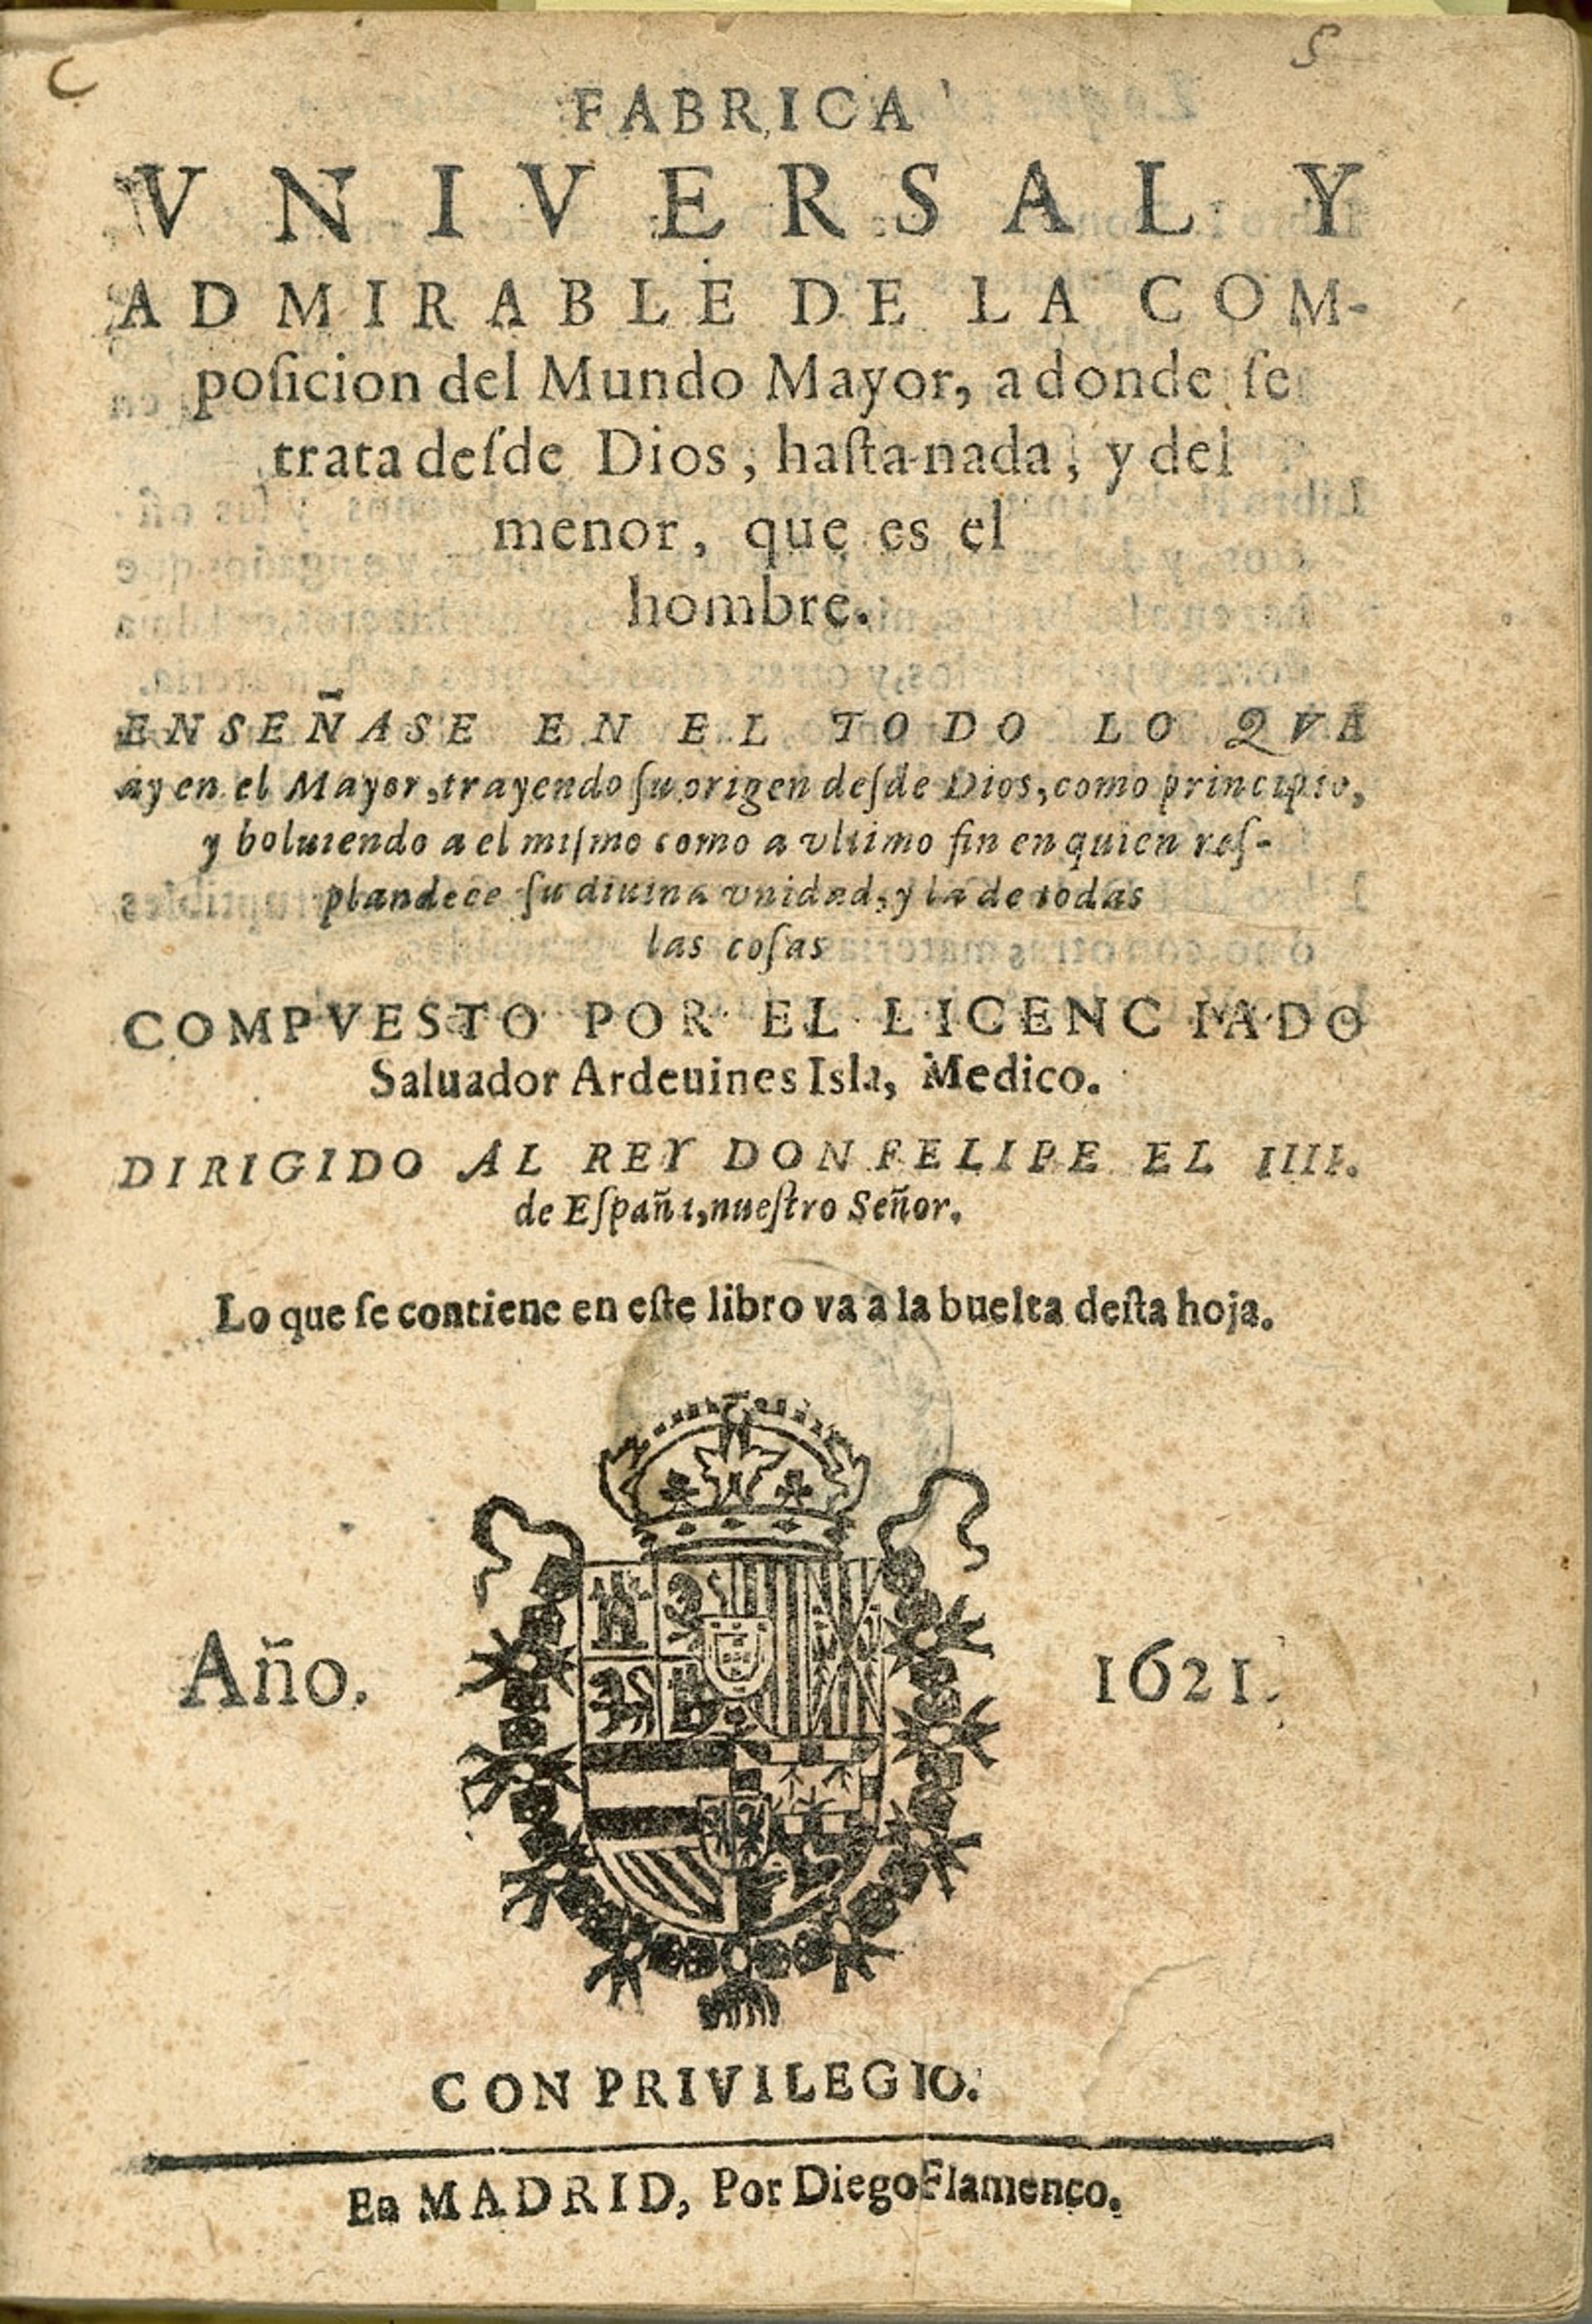 FABRICA
VNIVERSAL Y
ADMIRABLE DE LA COM-
poſicion del Mundo Mayor, a donde ſe
trata deſde Dios, haſta nada, y del
menor, que es el
hombre.
ENSEÑASE EN EL TODO LO QVA
ay en el Mayor, trayendo ſu origen deſde Dios, como principio,
y boluiendo a el miſmo como a vltimo fin en quien reſ-
plandece ſu diuina vnidad, y la de todas
las coſas
COMPVESTO POR EL LICENCIADO
Saluador Ardeuines Isla, Medico.
DIRIGIDO AL REY DON FELIPE EL IIII.
de Eſpaña, nueſtro Señor.
Lo que ſe contiene en eſte libro va a la buelta deſta hoja.
Año. 1621.
CON PRIVILEGIO.
En MADRID, Por Diego Flamenco.